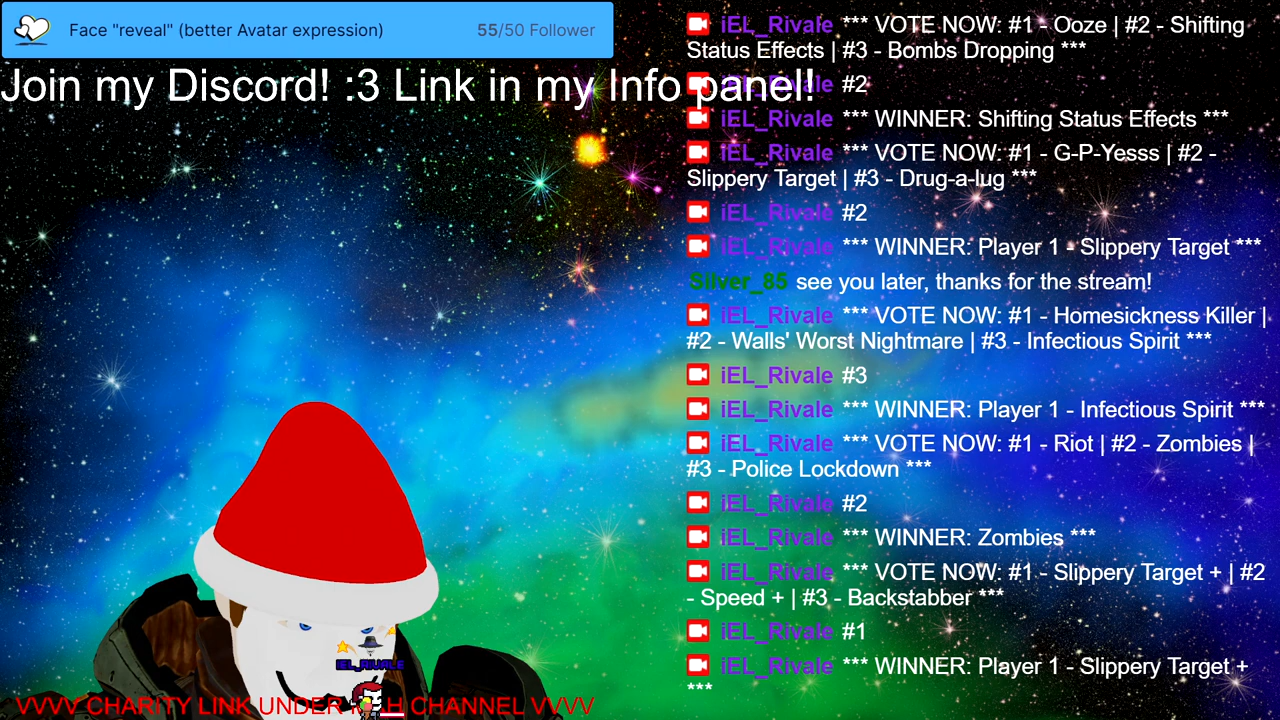 Face "reveal" (better Avatar expression) 55/50 Follower
Join my Discord! :3 Link in my Info panel!
iEL_Rivale *** VOTE NOW: #1 - Ooze | #2 - Shifting
Status Effects | #3 - Bombs Dropping ***
iEL_Rivale #2
iEL_Rivale *** WINNER: Shifting Status Effects ***
iEL_Rivale *** VOTE NOW: #1 - G-P-Yesss | #2 -
Slippery Target | #3 - Drug-a-lug ***
iEL_Rivale #2
iEL_Rivale *** WINNER: Player 1 - Slippery Target ***
Silver_85 see you later, thanks for the stream!
iEL_Rivale *** VOTE NOW: #1 - Homesickness Killer |
#2 - Walls' Worst Nightmare | #3 - Infectious Spirit ***
iEL_Rivale #3
iEL_Rivale *** WINNER: Player 1 - Infectious Spirit ***
iEL_Rivale *** VOTE NOW: #1 - Riot | #2 - Zombies |
#3 - Police Lockdown ***
iEL_Rivale #2
iEL_Rivale *** WINNER: Zombies ***
iEL_Rivale *** VOTE NOW: #1 - Slippery Target + | #2
- Speed + | #3 - Backstabber ***
iEL_Rivale #1
iEL_Rivale *** WINNER: Player 1 - Slippery Target +
***
IEL_RIVALE
VVVV CHARITY LINK UNDER CHANNEL VVVV